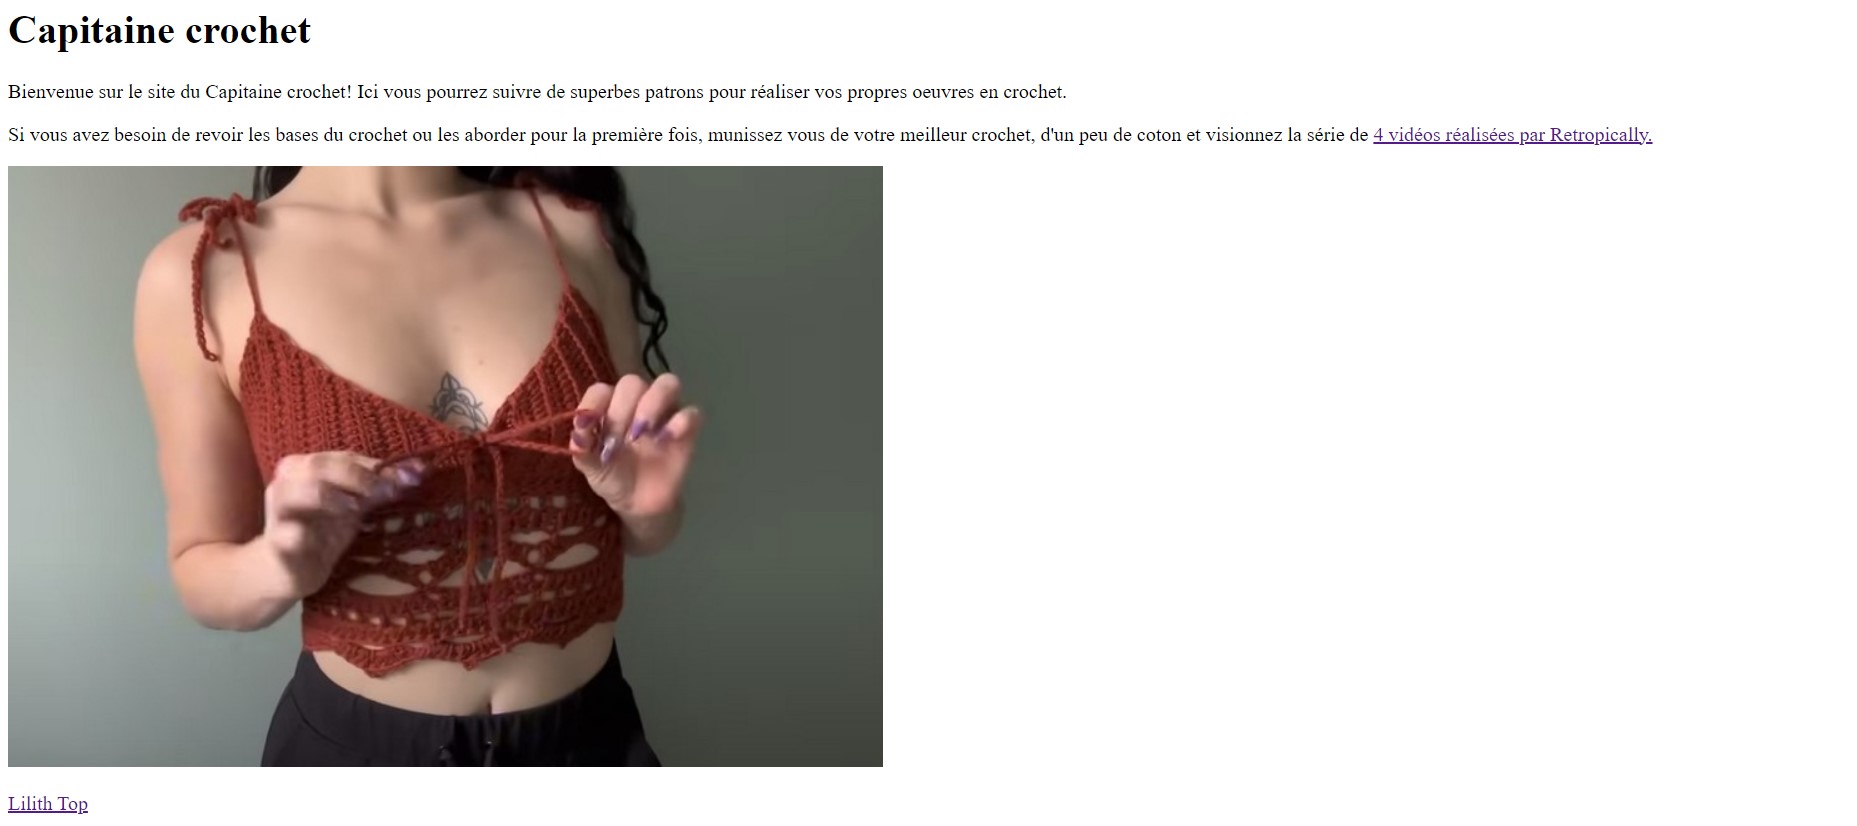 Capitaine crochet
Bienvenue sur le site du Capitaine crochet! Ici vous pourrez suivre de superbes patrons pour réaliser vos propres oeuvres en crochet.
Si vous avez besoin de revoir les bases du crochet ou les aborder pour la première fois, munissez vous de votre meilleur crochet, d'un peu de coton et visionnez la série de 4 vidéos réalisées par Retropically.
Lilith Top